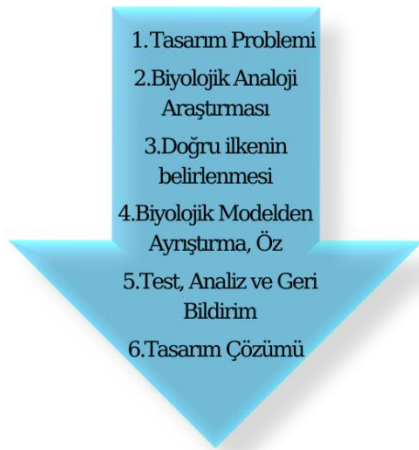 1.Tasarım Problemi
2.Biyolojik Analoji
Araştırması
3.Doğru ilkenin
belirlenmesi
4.Biyolojik Modelden
Ayrıştırma, Öz
5.Test, Analiz ve Geri
Bildirim
6.Tasarım Çözümü